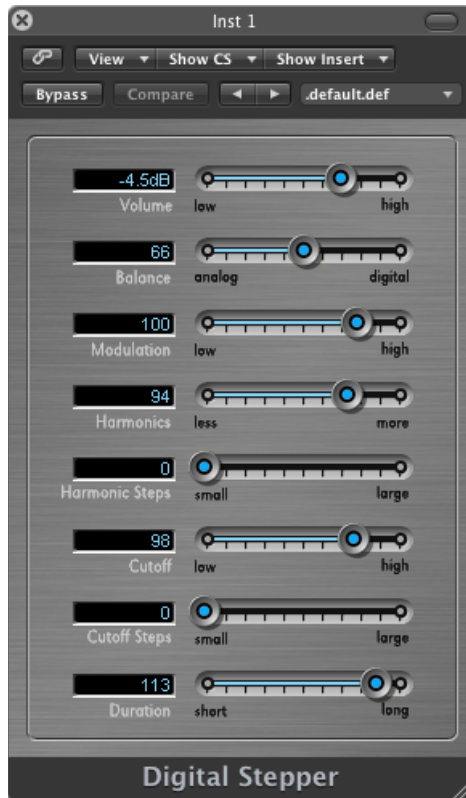 Inst 1
View Show CS Show Insert
Bypass Compare .default.def
-4.5dB
Volume low high
66
Balance analog digital
100
Modulation low high
94
Harmonics less more
0
Harmonic Steps small large
98
Cutoff low high
0
Cutoff Steps small large
113
Duration short long
Digital Stepper